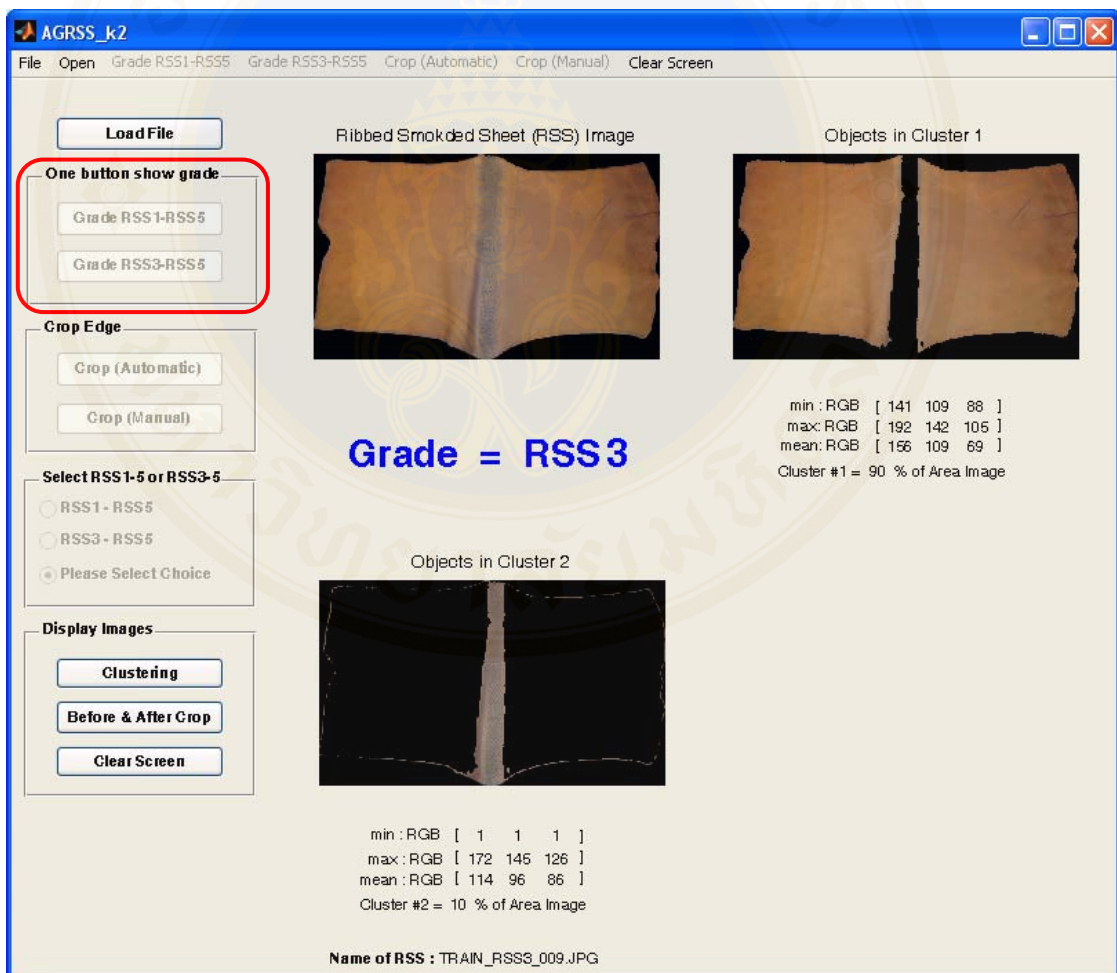 AGRSS_k2
File Open Grade RSS1-RSS5 Grade RSS3-RSS5 Crop (Automatic) Crop (Manual) Clear Screen
Load File
One button show grade
Grade RSS1-RSS5
Grade RSS3-RSS5
Crop Edge
Crop (Automatic)
Crop (Manual)
Select RSS1-5 or RSS3-5
RSS1 - RSS5
RSS3 - RSS5
Please Select Choice
Display Images
Clustering
Before & After Crop
Clear Screen
Ribbed Smokded Sheet (RSS) Image
Objects in Cluster 1
min : RGB [ 141 109 88 ]
max: RGB [ 192 142 105 ]
mean: RGB [ 156 109 69 ]
Cluster #1 = 90 % of Area Image
Grade = RSS3
Objects in Cluster 2
min : RGB [ 1 1 1 ]
max : RGB [ 172 145 126 ]
mean : RGB [ 114 96 86 ]
Cluster #2 = 10 % of Area Image
Name of RSS : TRAIN_RSS3_009.JPG